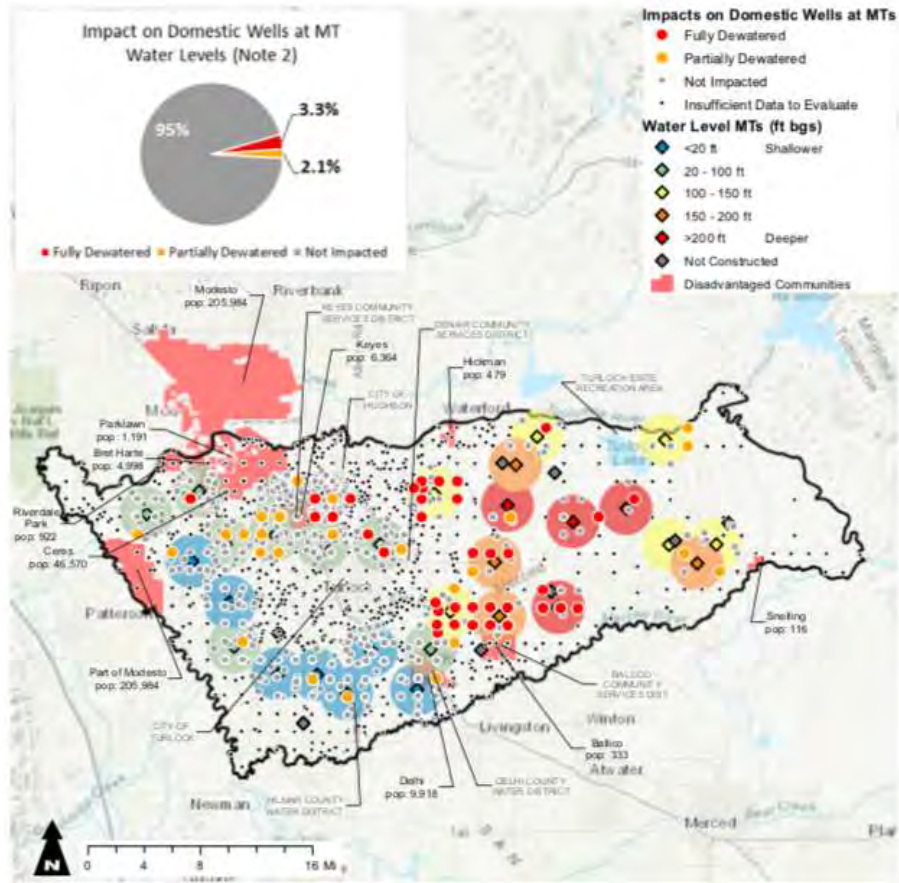 Impact on Domestic Wells at MT
Water Levels (Note 2)
95%
3.3%
2.1%
Fully Dewatered
Partially Dewatered
Not Impacted
Impacts on Domestic Wells at MTs
Fully Dewatered
Partially Dewatered
Not Impacted
Insufficient Data to Evaluate
Water Level MTs (ft bgs)
<20 ft Shallower
20 - 100 ft
100 - 150 ft
150 - 200 ft
>200 ft Deeper
Not Constructed
Disadvantaged Communities
Ripon
Modesto
pop: 205,984
Riverbank
KEYES COMMUNITY
SERVICES DISTRICT
Keyes
pop: 6,364
DENAIR COMMUNITY
SERVICES DISTRICT
Hickman
pop: 479
TURLOCK STATE
RECREATION AREA
CITY OF
HUGHSON
Waterford
Parklawn
pop: 1,191
Bret Harte
pop: 4,998
Riverdale
Park
pop: 922
Ceres
pop: 46,570
Turlock
Patterson
Snelling
pop: 116
Part of Modesto
pop: 205,984
BALLICO
COMMUNITY
SERVICES DIST
CITY OF
TURLOCK
Livingston
Winton
Ballico
pop: 333
Atwater
Delhi
pop: 9,918
DELHI COUNTY
WATER DISTRICT
HILMAR COUNTY
WATER DISTRICT
Newman
Merced
Bear Creek
N
0 4 8 16 Mi